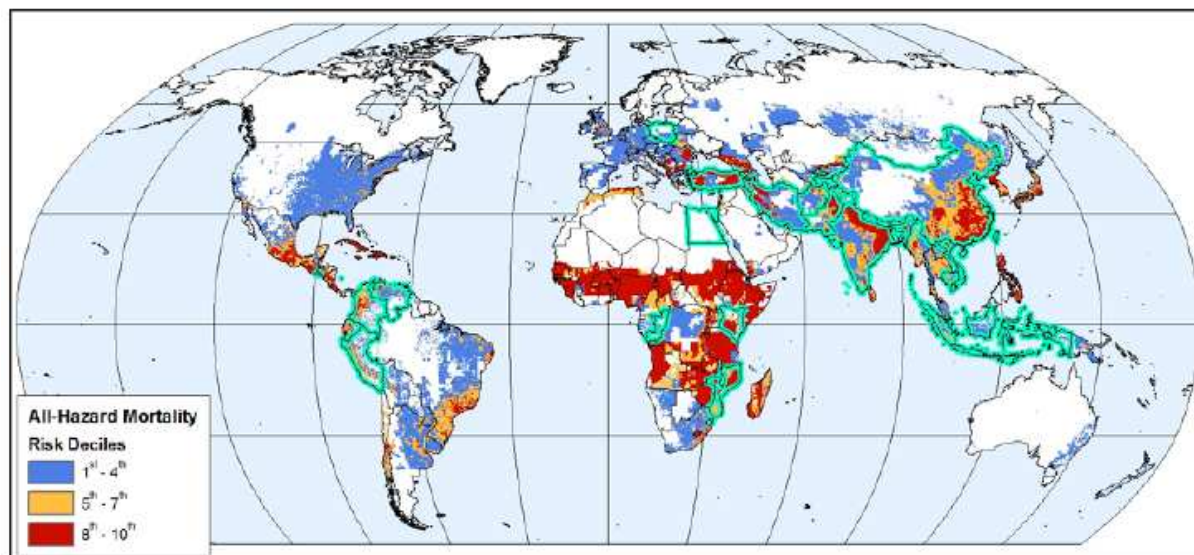 All-Hazard Mortality
Risk Deciles
1st - 4th
5th - 7th
8th - 10th